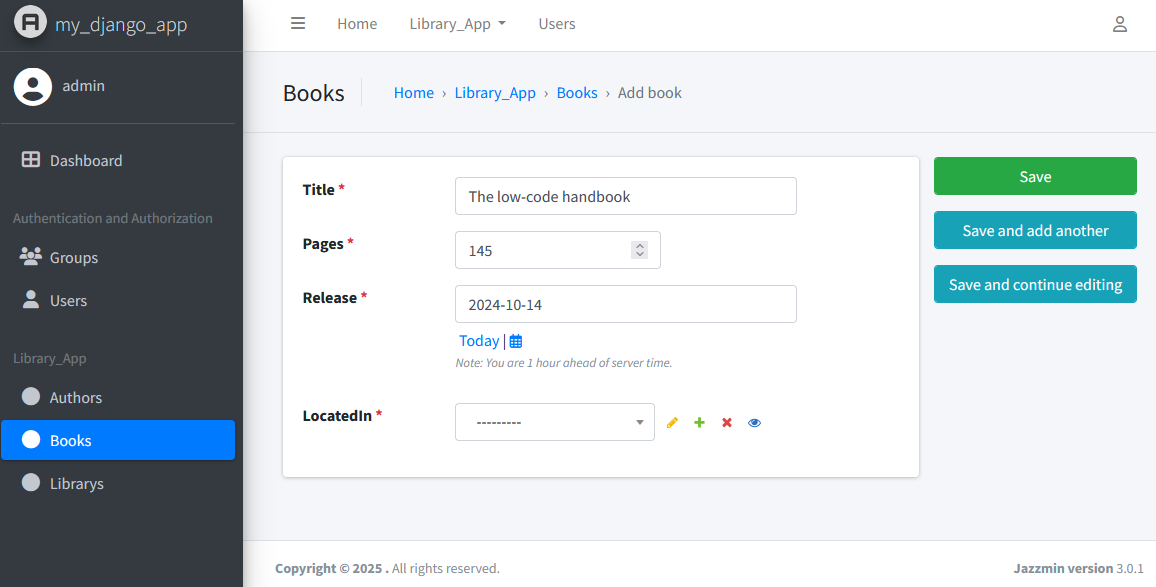 my_django_app
Home Library_App Users
admin
Books Home › Library_App › Books › Add book
Dashboard
Authentication and Authorization
Groups
Users
Library_App
Authors
Books
Librarys
Title *
The low-code handbook
Pages *
145
Release *
2024-10-14
Today |
Note: You are 1 hour ahead of server time.
LocatedIn *
---------
Save
Save and add another
Save and continue editing
Copyright © 2025 . All rights reserved.
Jazzmin version 3.0.1